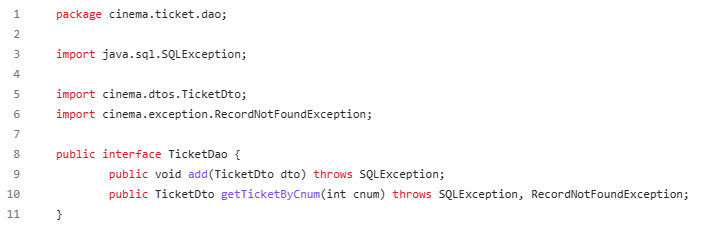 1 package cinema.ticket.dao;
2
3 import java.sql.SQLException;
4
5 import cinema.dtos.TicketDto;
6 import cinema.exception.RecordNotFoundException;
7
8 public interface TicketDao {
9 public void add(TicketDto dto) throws SQLException;
10 public TicketDto getTicketByCnum(int cnum) throws SQLException, RecordNotFoundException;
11 }